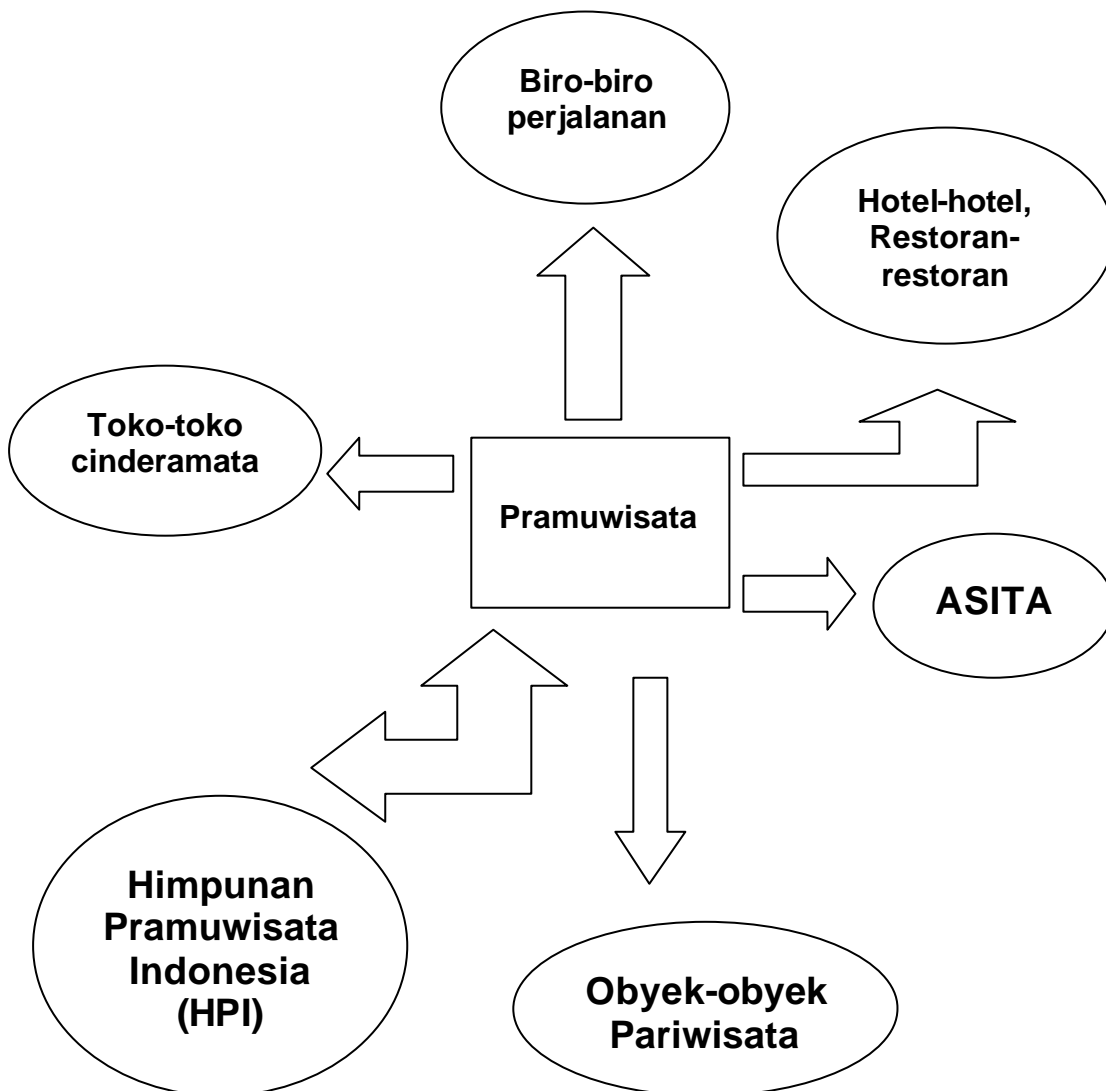 Biro-biro
perjalanan
Hotel-hotel,
Restoran-
restoran
Toko-toko
cinderamata
Pramuwisata
ASITA
Himpunan
Pramuwisata
Indonesia
(HPI)
Obyek-obyek
Pariwisata